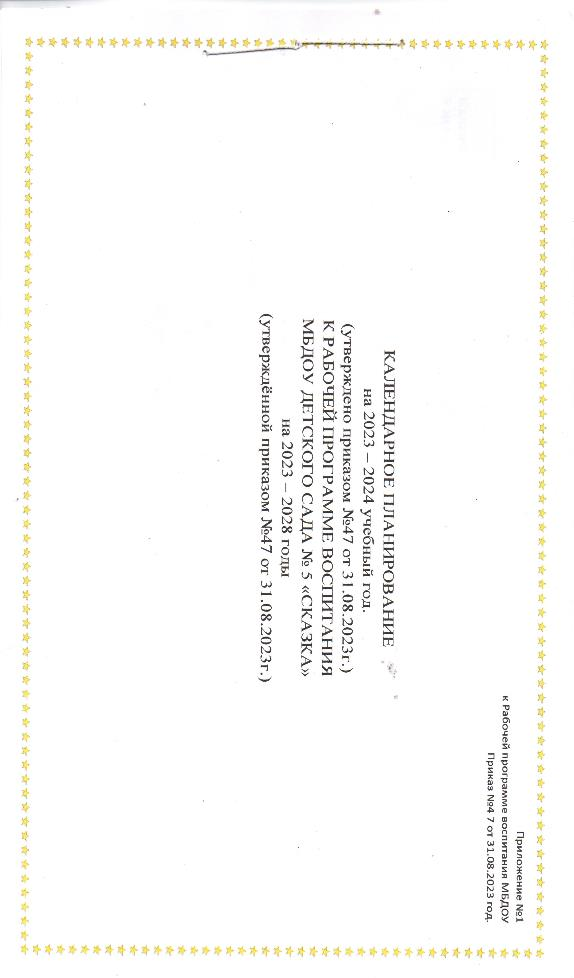 Приложение №1
к Рабочей программе воспитания МБДОУ
Приказ №4 7 от 31.08.2023 год.
КАЛЕНДАРНОЕ ПЛАНИРОВАНИЕ
на 2023 – 2024 учебный год.
(утверждено приказом №47 от 31.08.2023г.)
К РАБОЧЕЙ ПРОГРАММЕ ВОСПИТАНИЯ
МБДОУ ДЕТСКОГО САДА № 5 «СКАЗКА»
на 2023 – 2028 годы
(утверждённой приказом №47 от 31.08.2023г.)